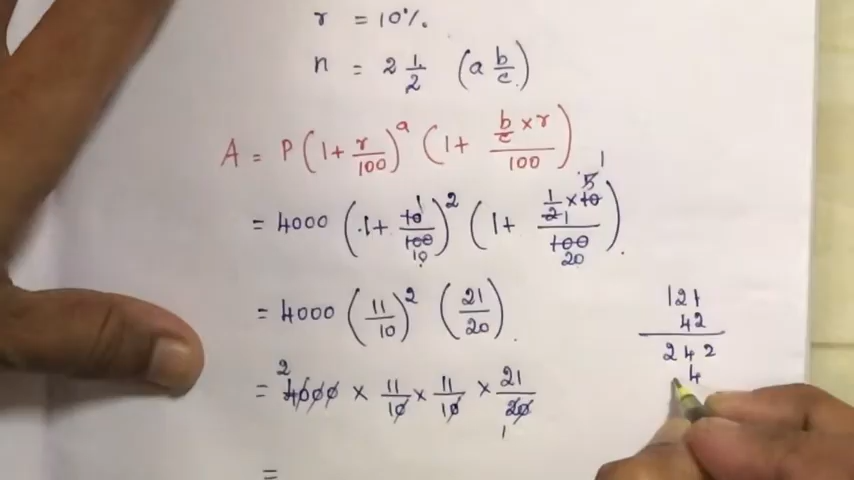 r = 10%.
n = 2 1/2 (a b/c)
A = P(1 + r/100)^a (1 + (b/c × r)/100)
= 4000 (1 + 10/100)^2 (1 + (1/2 × 10)/100)
= 4000 (11/10)^2 (21/20)
= 4000 × 11/10 × 11/10 × 21/20
=
121
42
242
4